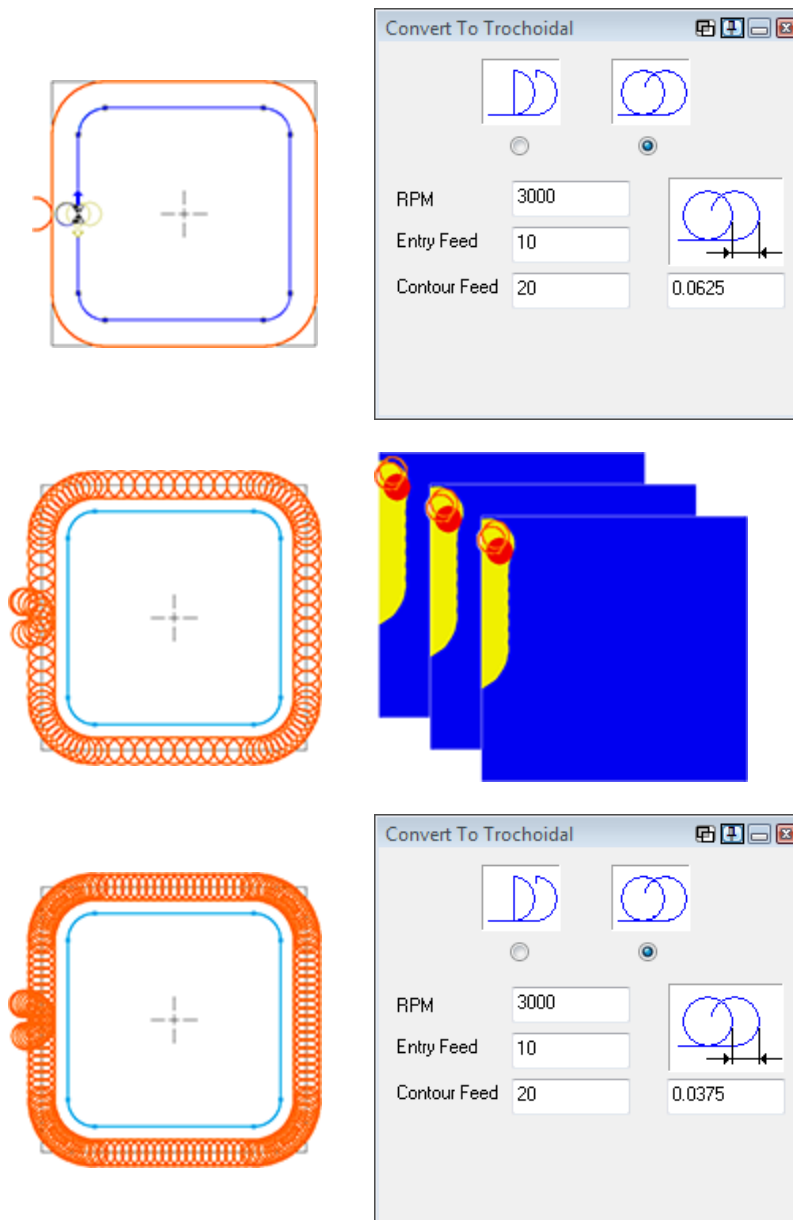 Convert To Trochoidal
RPM 3000
Entry Feed 10
Contour Feed 20 0.0625
Convert To Trochoidal
RPM 3000
Entry Feed 10
Contour Feed 20 0.0375